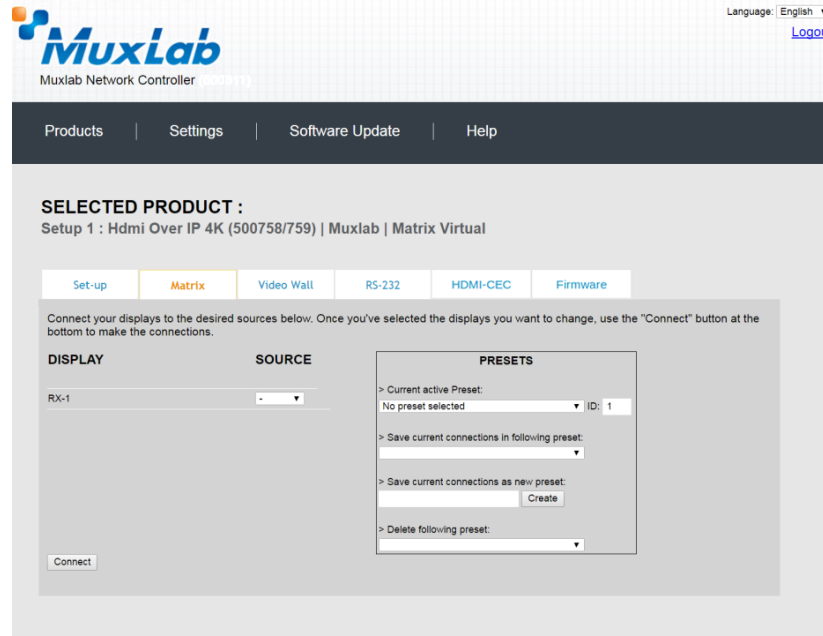 Language: English
Logou
MuxLab
Muxlab Network Controller
Products | Settings | Software Update | Help
SELECTED PRODUCT :
Setup 1 : Hdmi Over IP 4K (500758/759) | Muxlab | Matrix Virtual
Set-up Matrix Video Wall RS-232 HDMI-CEC Firmware
Connect your displays to the desired sources below. Once you've selected the displays you want to change, use the "Connect" button at the
bottom to make the connections.
DISPLAY SOURCE PRESETS
> Current active Preset:
RX-1 - No preset selected ID: 1
> Save current connections in following preset:
> Save current connections as new preset:
Create
> Delete following preset:
Connect